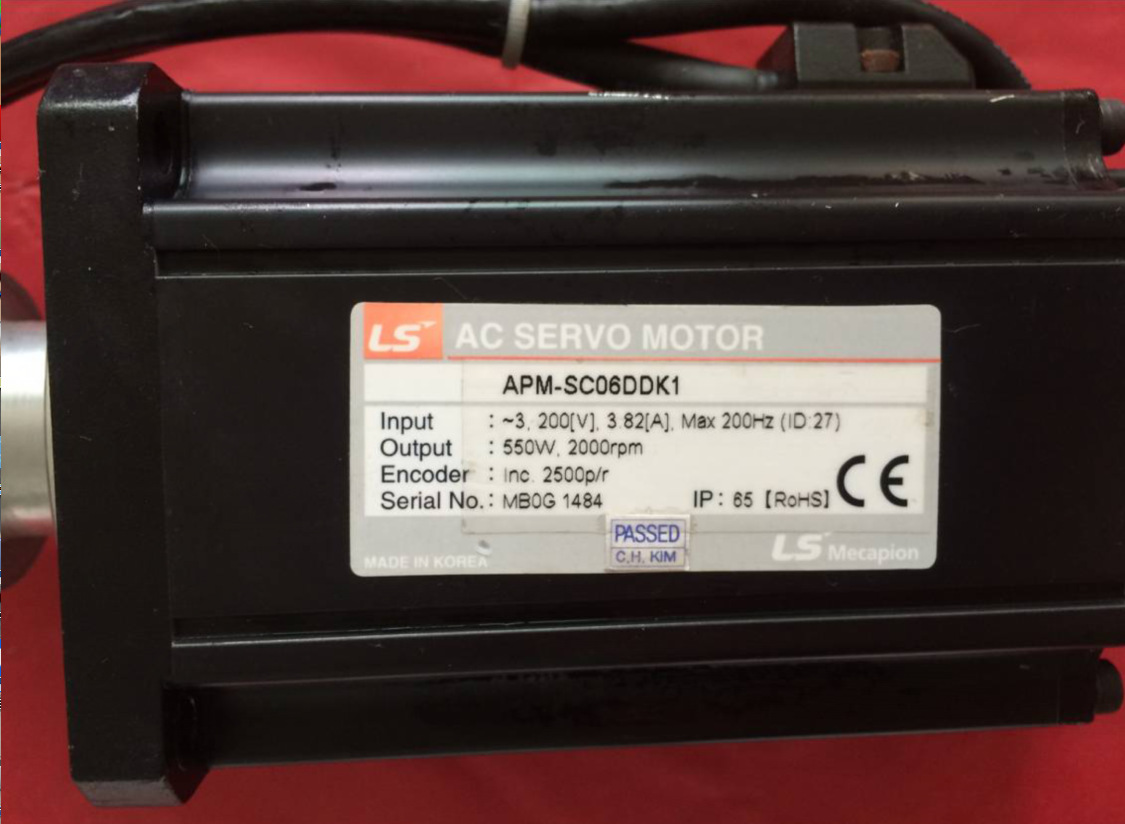 LS AC SERVO MOTOR
APM-SC06DDK1
Input : ~3, 200[V], 3.82[A], Max 200Hz (ID:27)
Output : 550W, 2000rpm
Encoder : Inc. 2500p/r
Serial No.: MB0G 1484 IP: 65 【RoHS】 CE
PASSED
C.H. KIM
MADE IN KOREA LS Mecapion